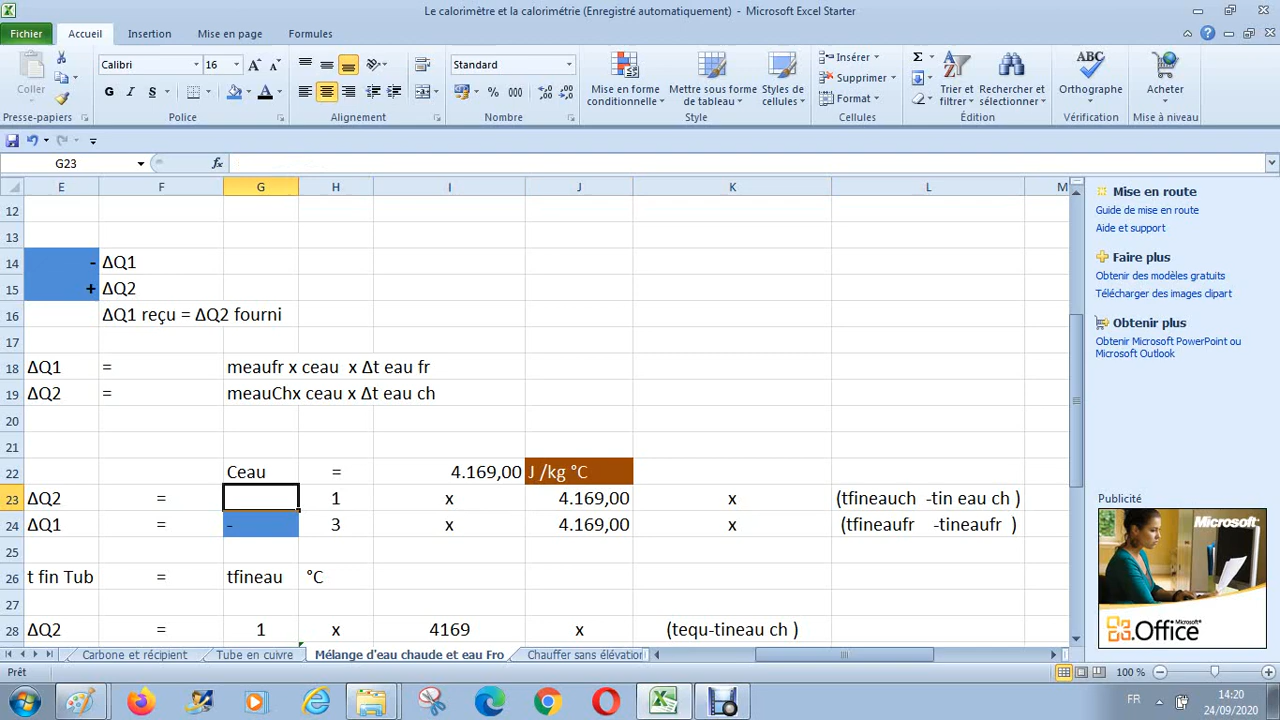 Le calorimètre et la calorimétrie (Enregistré automatiquement) - Microsoft Excel Starter
Fichier Accueil Insertion Mise en page Formules
Calibri 16 Standard
Coller
G I S
% 000
Mise en forme conditionnelle
Mettre sous forme de tableau
Styles de cellules
Insérer
Supprimer
Format
Trier et filtrer
Rechercher et sélectionner
ABC
Orthographe
Acheter
Presse-papiers Police Alignement Nombre Style Cellules Édition Vérification Mise à niveau
G23 fx
E F G H I J K L M
12
13
14 - ΔQ1
15 + ΔQ2
16 ΔQ1 reçu = ΔQ2 fourni
17
18 ΔQ1 = meaufr x ceau x Δt eau fr
19 ΔQ2 = meauChx ceau x Δt eau ch
20
21
22 Ceau = 4.169,00 J /kg °C
23 ΔQ2 = 1 x 4.169,00 x (tfineauch -tin eau ch )
24 ΔQ1 = - 3 x 4.169,00 x (tfineaufr -tineaufr )
25
26 t fin Tub = tfineau °C
27
28 ΔQ2 = 1 x 4169 x (tequ-tineau ch )
Mise en route
Guide de mise en route
Aide et support
Faire plus
Obtenir des modèles gratuits
Télécharger des images clipart
Obtenir plus
Obtenir Microsoft PowerPoint ou
Microsoft Outlook
Publicité
Microsoft
Office
Carbone et récipient Tube en cuivre Mélange d'eau chaude et eau Fro Chauffer sans élévation
Prêt 100 %
FR 14:20
24/09/2020